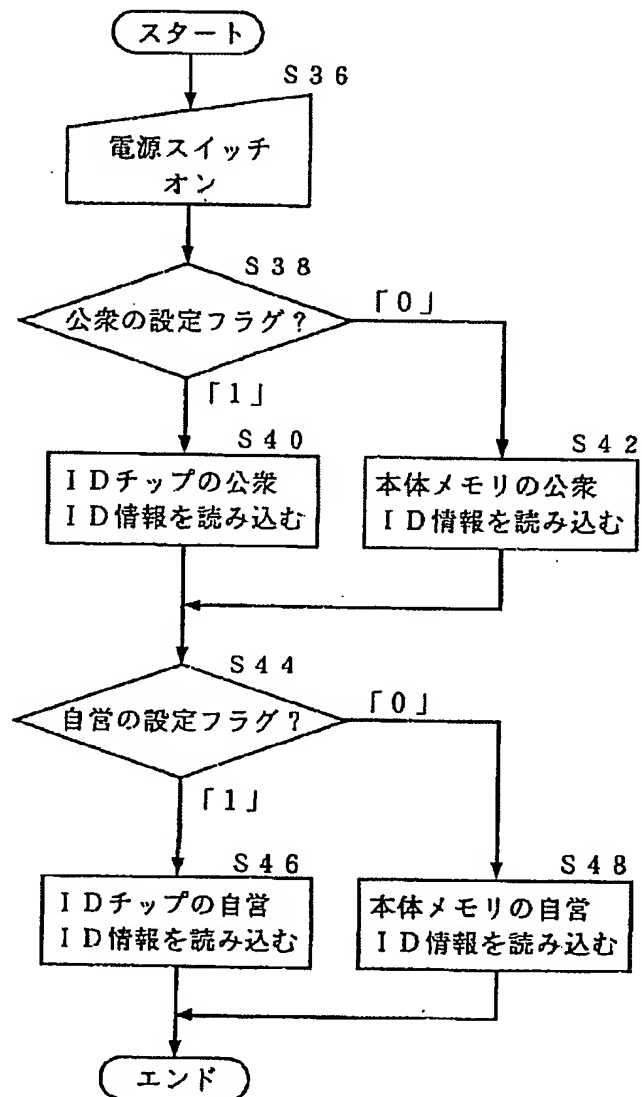 スタート
S36
電源スイッチ
オン
S38
公衆の設定フラグ?
「0」
「1」
S40
IDチップの公衆
ID情報を読み込む
S42
本体メモリの公衆
ID情報を読み込む
S44
自営の設定フラグ?
「0」
「1」
S46
IDチップの自営
ID情報を読み込む
S48
本体メモリの自営
ID情報を読み込む
エンド